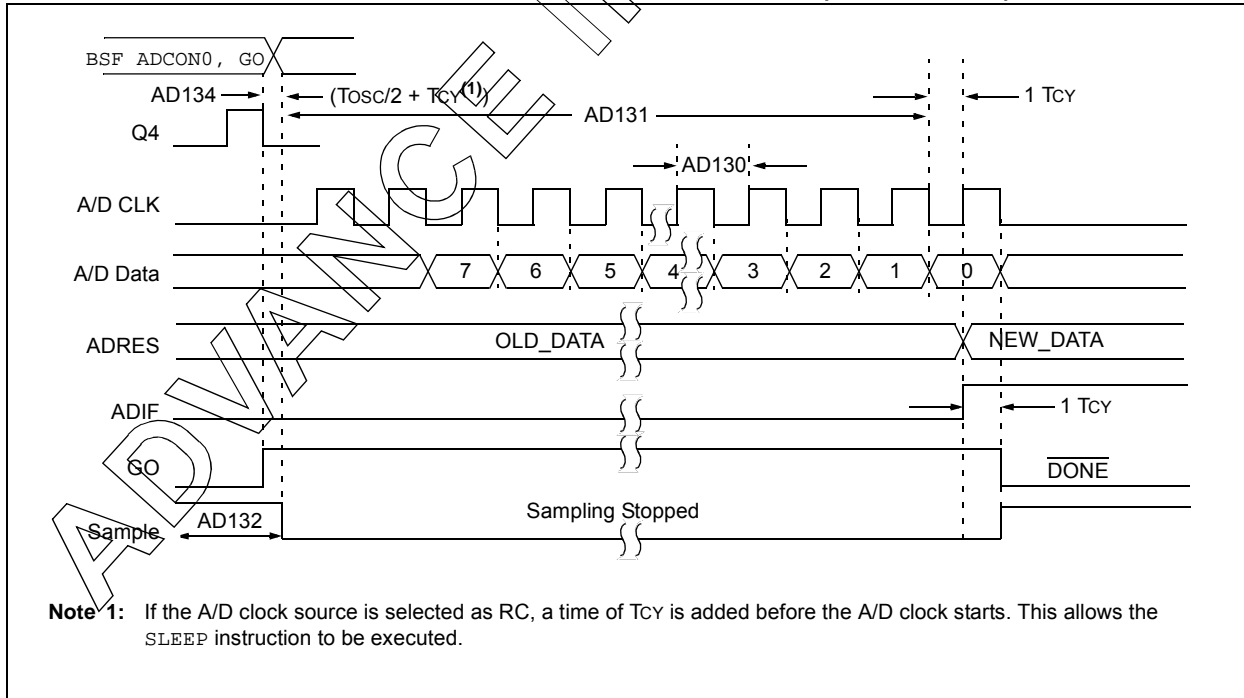 BSF ADCON0, GO
AD134
(TOSC/2 + TCY(1))
AD131
1 TCY
Q4
AD130
A/D CLK
A/D Data
7 6 5 4 3 2 1 0
ADRES
OLD_DATA
NEW_DATA
ADIF
1 TCY
GO
DONE
Sample
AD132
Sampling Stopped
Note 1: If the A/D clock source is selected as RC, a time of TCY is added before the A/D clock starts. This allows the
SLEEP instruction to be executed.
ADVANCE